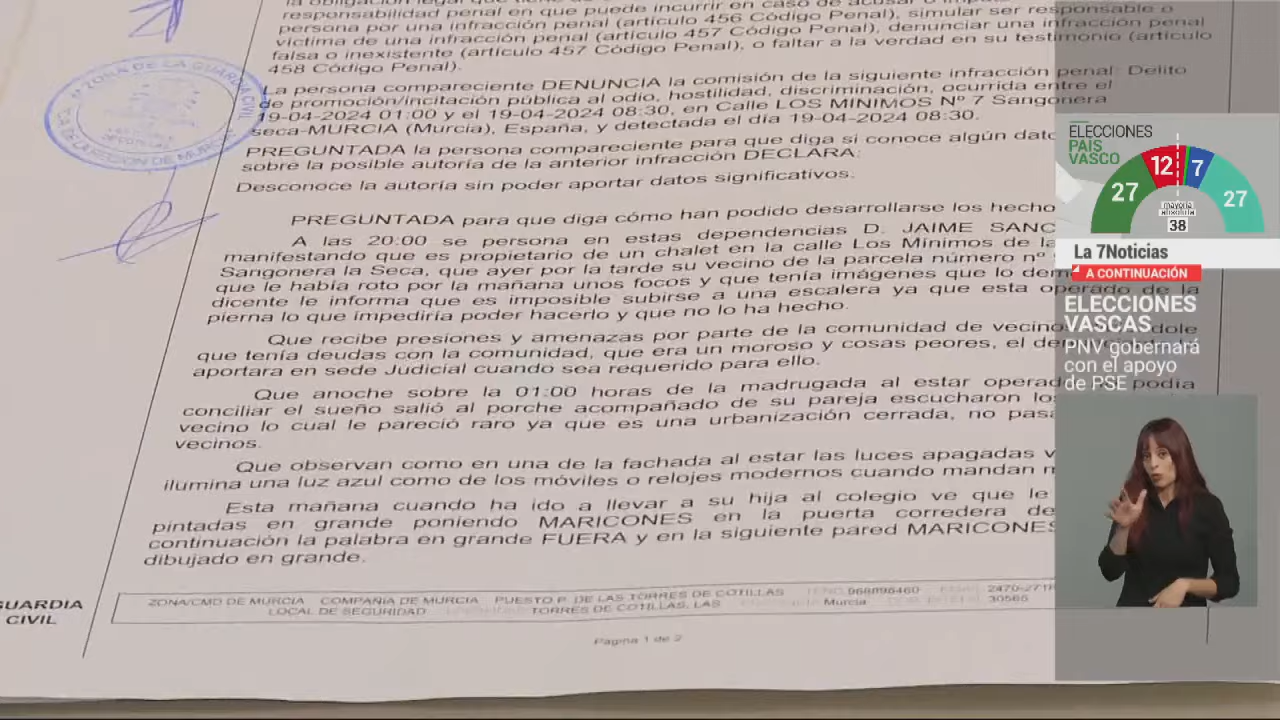 responsabilidad penal en que puede incurrir en caso de acusar o
persona por una infracción penal (artículo 456 Código Penal), simular ser responsable o
víctima de una infracción penal (artículo 457 Código Penal), denunciar una infracción penal
falsa o inexistente (artículo 457 Código Penal), o faltar a la verdad en su testimonio (artículo
458 Código Penal).
La persona compareciente DENUNCIA la comisión de la siguiente infracción penal: Delito
de promoción/incitación pública al odio, hostilidad, discriminación, ocurrida entre el
19-04-2024 01:00 y el 19-04-2024 08:30, en Calle LOS MINIMOS Nº 7 Sangonera
seca-MURCIA (Murcia), España, y detectada el día 19-04-2024 08:30.
PREGUNTADA la persona compareciente para que diga si conoce algún
sobre la posible autoría de la anterior infracción DECLARA:
Desconoce la autoría sin poder aportar datos significativos.
PREGUNTADA para que diga cómo han podido desarrollarse los
A las 20:00 se persona en estas dependencias D. JAIME
manifestando que es propietario de un chalet en la calle Los Mínimos de la
Sangonera la Seca, que ayer por la tarde su vecino de la parcela número nº
que le había roto por la mañana unos focos y que tenía imágenes que lo
dicente le informa que es imposible subirse a una escalera ya que esta operado de la
pierna lo que impediría poder hacerlo y que no lo ha hecho.
Que recibe presiones y amenazas por parte de la comunidad de
que tenía deudas con la comunidad, que era un moroso y cosas peores, el
aportara en sede Judicial cuando sea requerido para ello.
Que anoche sobre la 01:00 horas de la madrugada al estar podía
conciliar el sueño salió al porche acompañado de su pareja escucharon
vecino lo cual le pareció raro ya que es una urbanización cerrada, no
vecinos.
Que observan como en una de la fachada al estar las luces apagadas
ilumina una luz azul como de los móviles o relojes modernos cuando mandan
Esta mañana cuando ha ido a llevar a su hija al colegio ve que le
pintadas en grande poniendo MARICONES en la puerta corredera
continuación la palabra en grande FUERA y en la siguiente pared MARICONES
dibujado en grande.
GUARDIA
CIVIL
ZONA/CMD DE MURCIA COMPAÑIA DE MURCIA PUESTO P. DE LAS TORRES DE COTILLAS 968896460
LOCAL DE SEGURIDAD TORRES DE COTILLAS, LAS Murcia 30565
Página 1 de 2
ELECCIONES
PAÍS
VASCO
27
12
7
27
mayoría
absoluta
38
La 7Noticias
A CONTINUACIÓN
ELECCIONES
VASCAS
PNV gobernará
con el apoyo
de PSE